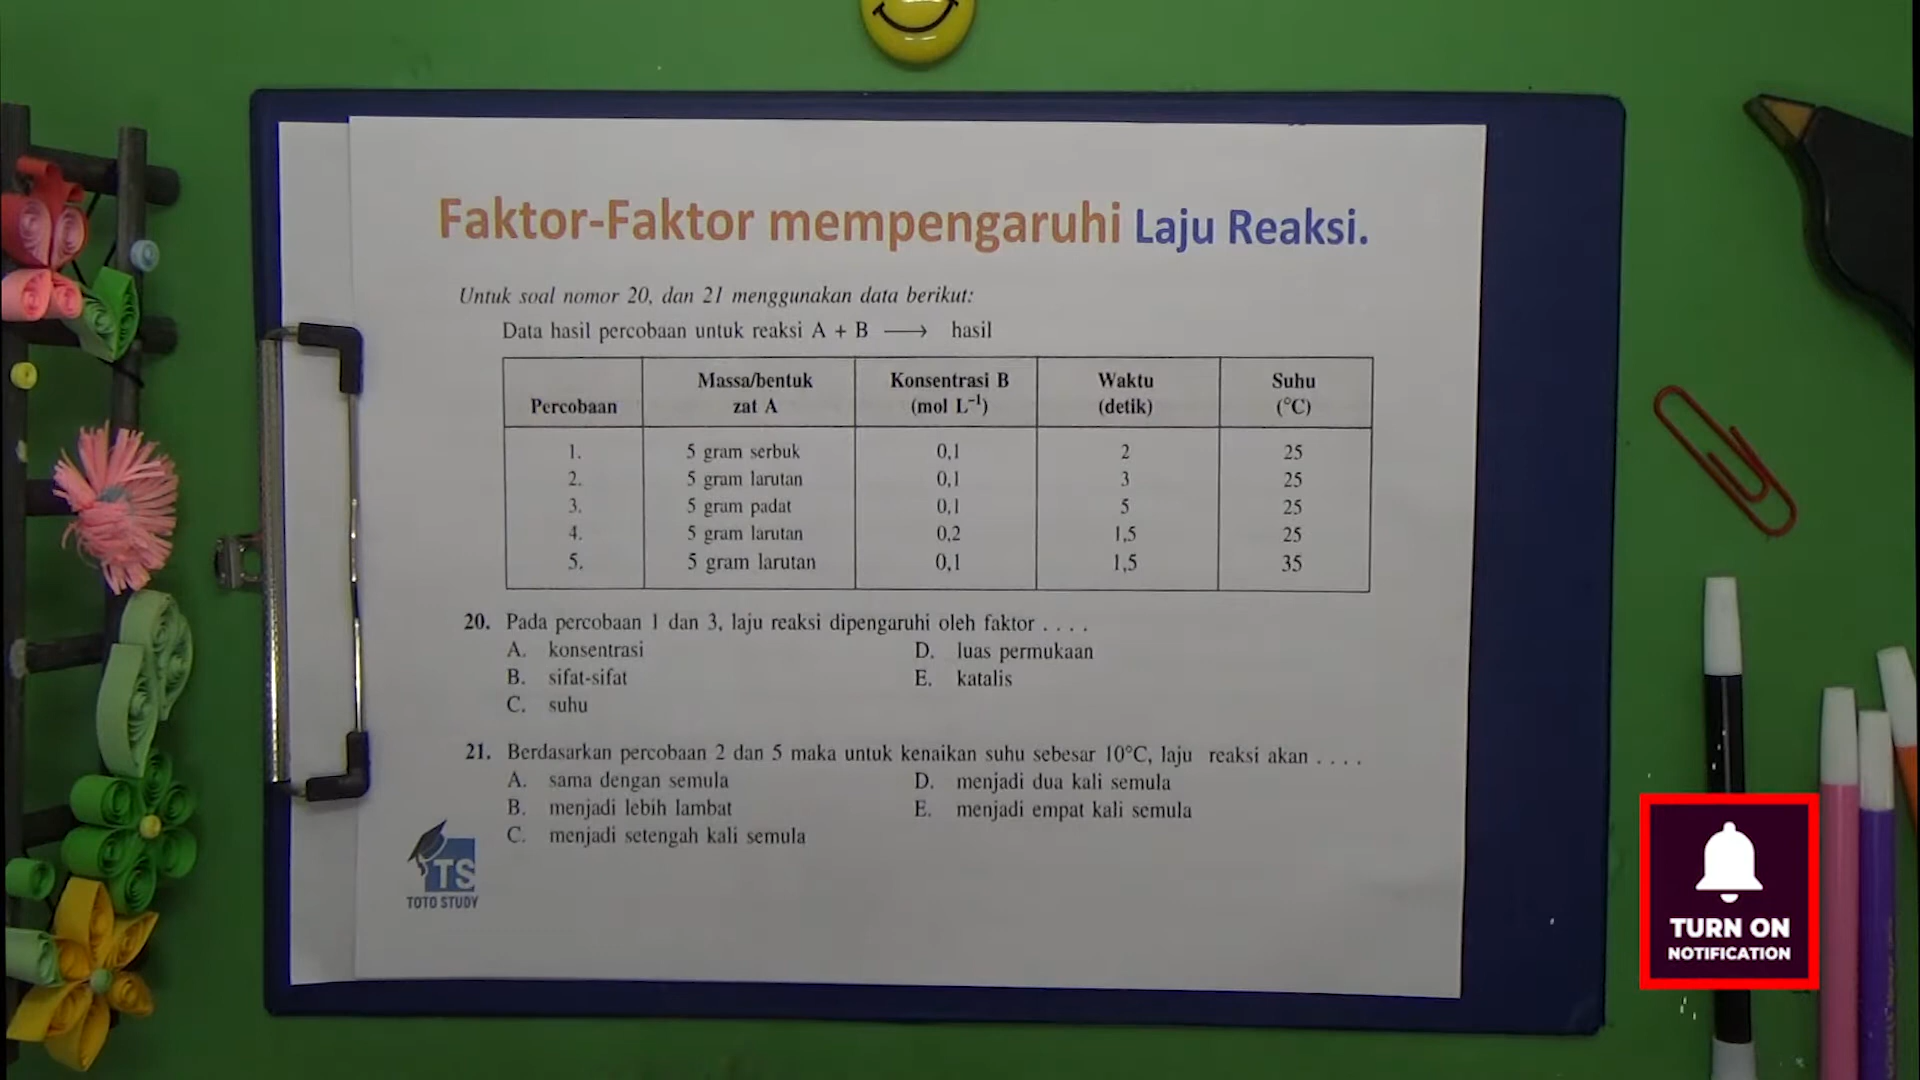 Faktor-Faktor mempengaruhi Laju Reaksi.
Untuk soal nomor 20, dan 21 menggunakan data berikut:
Data hasil percobaan untuk reaksi A + B ⟶ hasil
Percobaan | Massa/bentuk zat A | Konsentrasi B (mol L⁻¹) | Waktu (detik) | Suhu (°C)
1. 5 gram serbuk 0,1 2 25
2. 5 gram larutan 0,1 3 25
3. 5 gram padat 0,1 5 25
4. 5 gram larutan 0,2 1,5 25
5. 5 gram larutan 0,1 1,5 35
20. Pada percobaan 1 dan 3, laju reaksi dipengaruhi oleh faktor . . . .
A. konsentrasi
B. sifat-sifat
C. suhu
D. luas permukaan
E. katalis
21. Berdasarkan percobaan 2 dan 5 maka untuk kenaikan suhu sebesar 10°C, laju reaksi akan . . . .
A. sama dengan semula
B. menjadi lebih lambat
C. menjadi setengah kali semula
D. menjadi dua kali semula
E. menjadi empat kali semula
TS
TOTO STUDY
TURN ON
NOTIFICATION